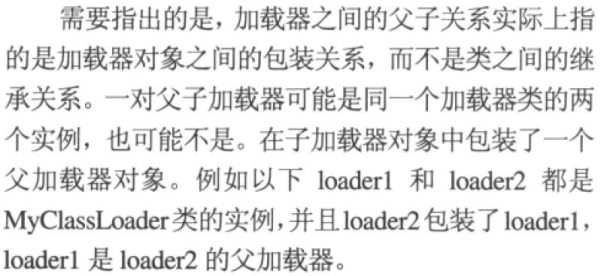 需要指出的是，加载器之间的父子关系实际上指
的是加载器对象之间的包装关系，而不是类之间的继
承关系。一对父子加载器可能是同一个加载器类的两
个实例，也可能不是。在子加载器对象中包装了一个
父加载器对象。例如以下 loader1 和 loader2 都是
MyClassLoader类的实例，并且loader2包装了loader1，
loader1 是 loader2 的父加载器。